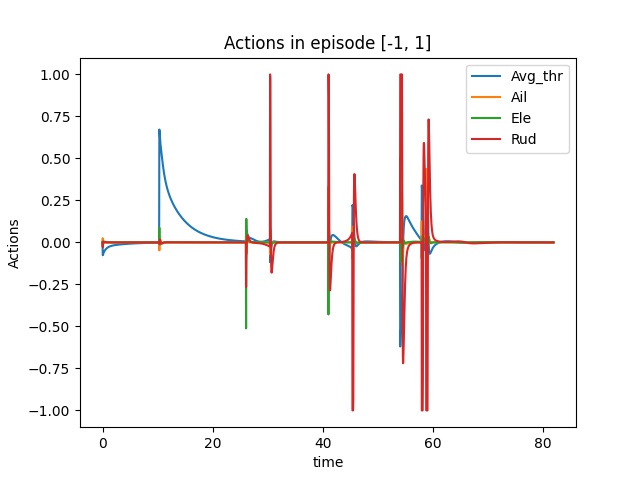 Actions in episode [-1, 1]
Avg_thr
Ail
Ele
Rud
1.00
0.75
0.50
0.25
0.00
−0.25
−0.50
−0.75
−1.00
Actions
0 20 40 60 80
time